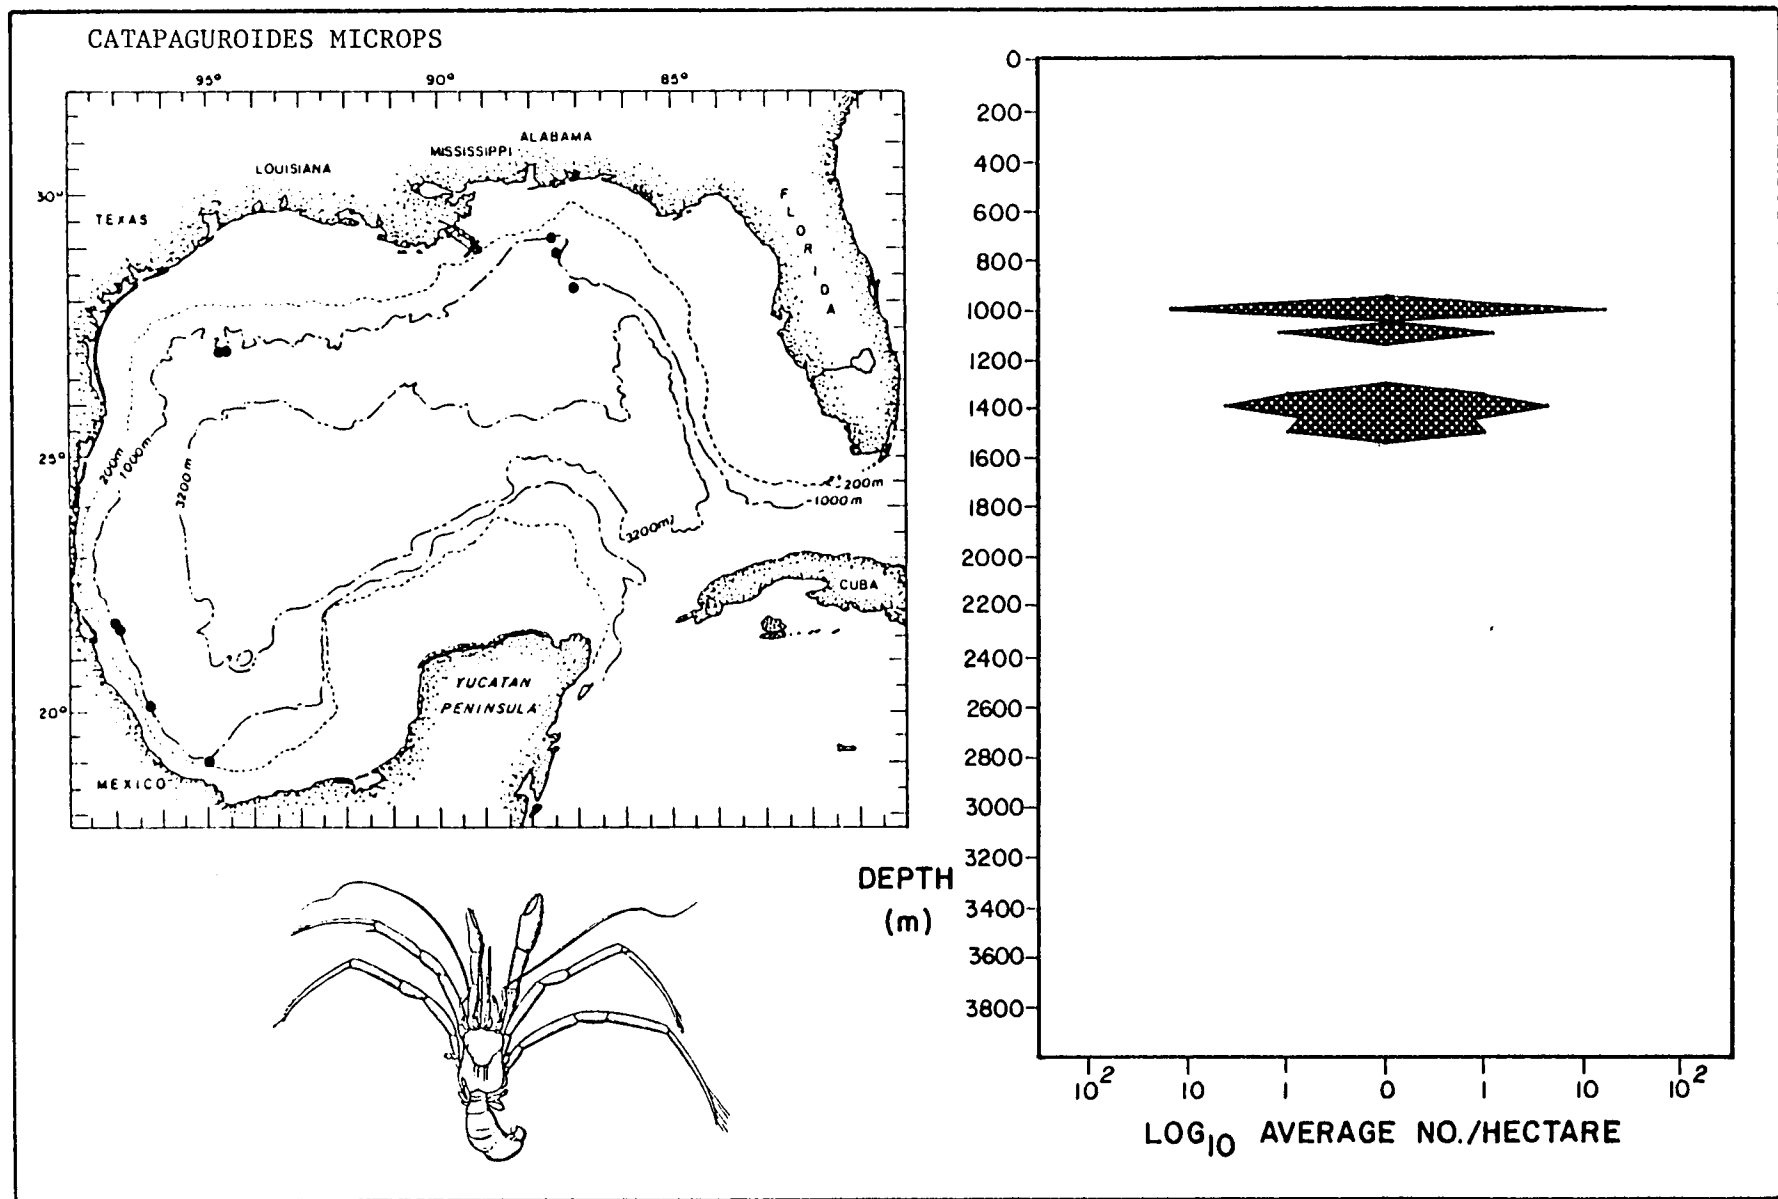 CATAPAGUROIDES MICROPS
95° 90° 85°
ALABAMA
MISSISSIPPI
LOUISIANA
30°
TEXAS
FLORIDA
25°
200m
1000m
3200m
200m
1000m
3200m
CUBA
YUCATAN
PENINSULA
20°
MEXICO
0
200
400
600
800
1000
1200
1400
1600
1800
2000
2200
2400
2600
2800
3000
3200
3400
3600
3800
DEPTH
(m)
10² 10 1 0 1 10 10²
LOG₁₀ AVERAGE NO./HECTARE